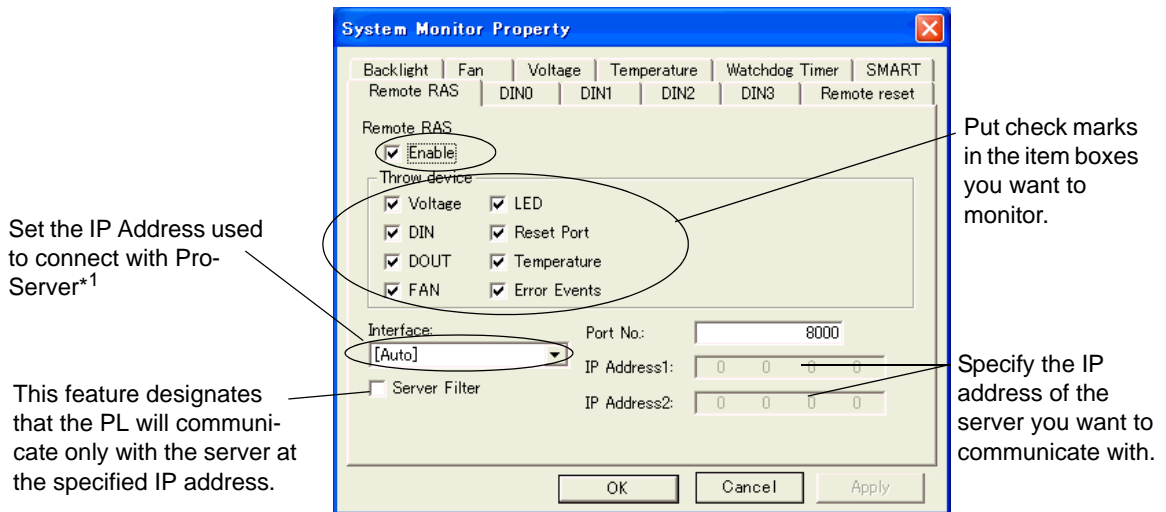 System Monitor Property
Backlight Fan Voltage Temperature Watchdog Timer SMART
Remote RAS DIN0 DIN1 DIN2 DIN3 Remote reset
Remote RAS
Enable
Throw device
Voltage LED
DIN Reset Port
DOUT Temperature
FAN Error Events
Interface:
[Auto]
Server Filter
Port No.: 8000
IP Address1: 0 0 0 0
IP Address2: 0 0 0 0
OK Cancel Apply
Put check marks
in the item boxes
you want to
monitor.
Set the IP Address used
to connect with Pro-
Server*1
This feature designates
that the PL will communi-
cate only with the server at
the specified IP address.
Specify the IP
address of the
server you want to
communicate with.